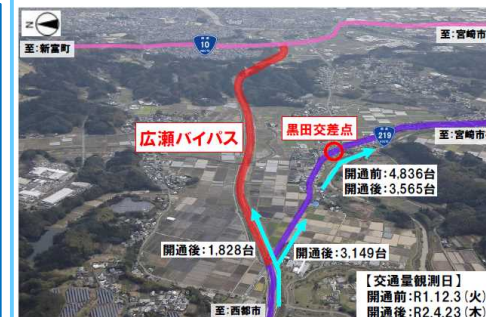 N
国道
10
至:新富町
至:宮崎市
広瀬バイパス
黒田交差点
国道
219
至:宮崎市
開通前:4,836台
開通後:3,565台
開通後:1,828台
開通後:3,149台
至:西都市
【交通量観測日】
開通前:R1.12.3(火)
開通後:R2.4.23(木)